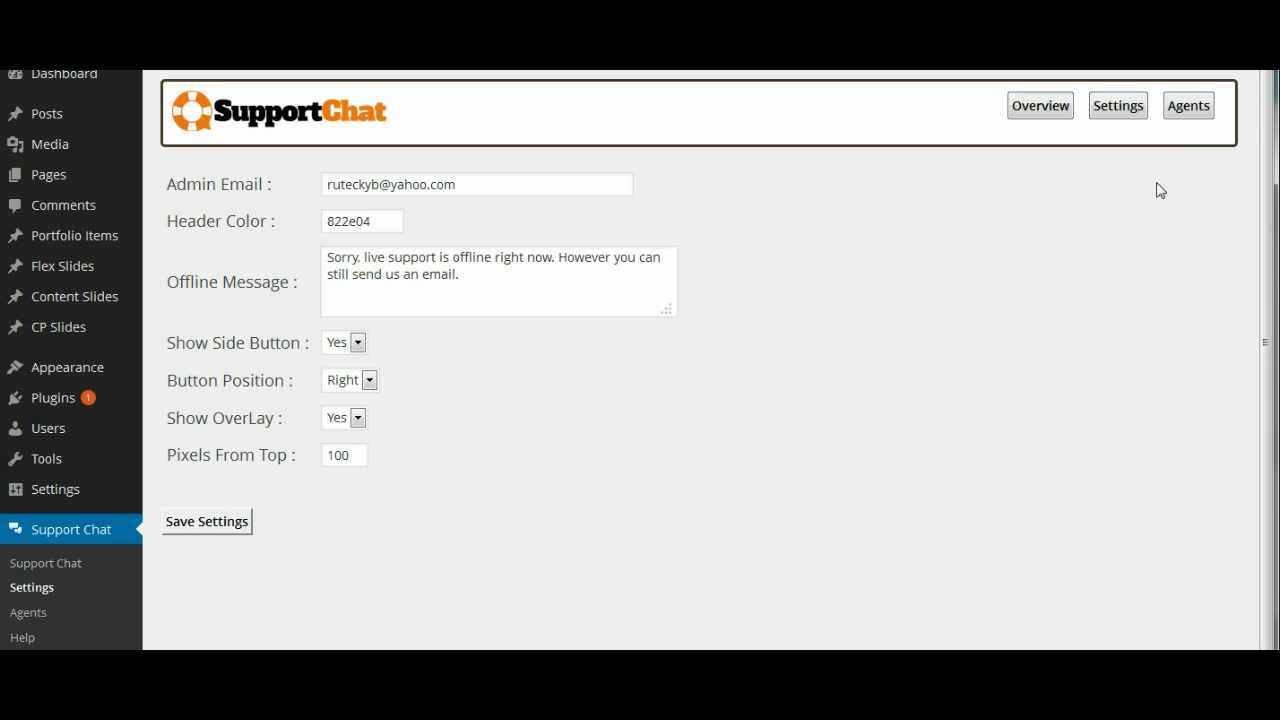 Dashboard
Posts
Media
Pages
Comments
Portfolio Items
Flex Slides
Content Slides
CP Slides
Appearance
Plugins 1
Users
Tools
Settings
Support Chat
Support Chat
Settings
Agents
Help
SupportChat
Overview Settings Agents
Admin Email : ruteckyb@yahoo.com
Header Color : 822e04
Offline Message : Sorry, live support is offline right now. However you can
still send us an email.
Show Side Button : Yes
Button Position : Right
Show OverLay : Yes
Pixels From Top : 100
Save Settings